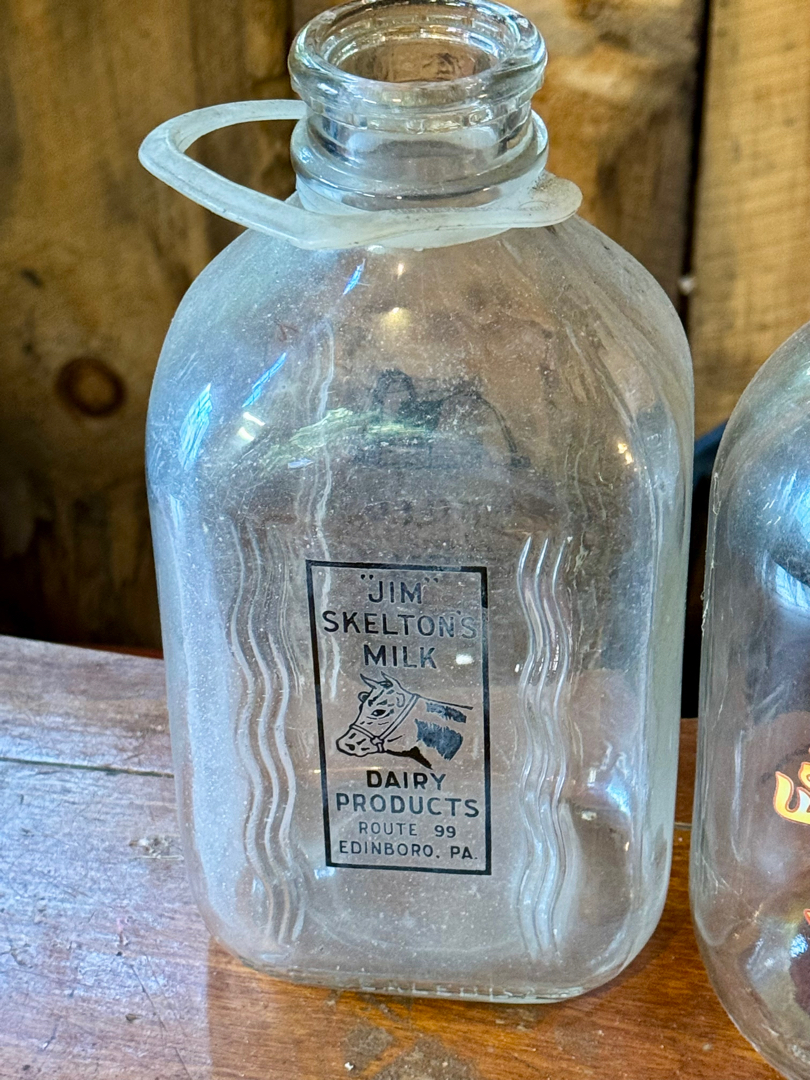 "JIM"
SKELTON'S
MILK
DAIRY
PRODUCTS
ROUTE 99
EDINBORO, PA.